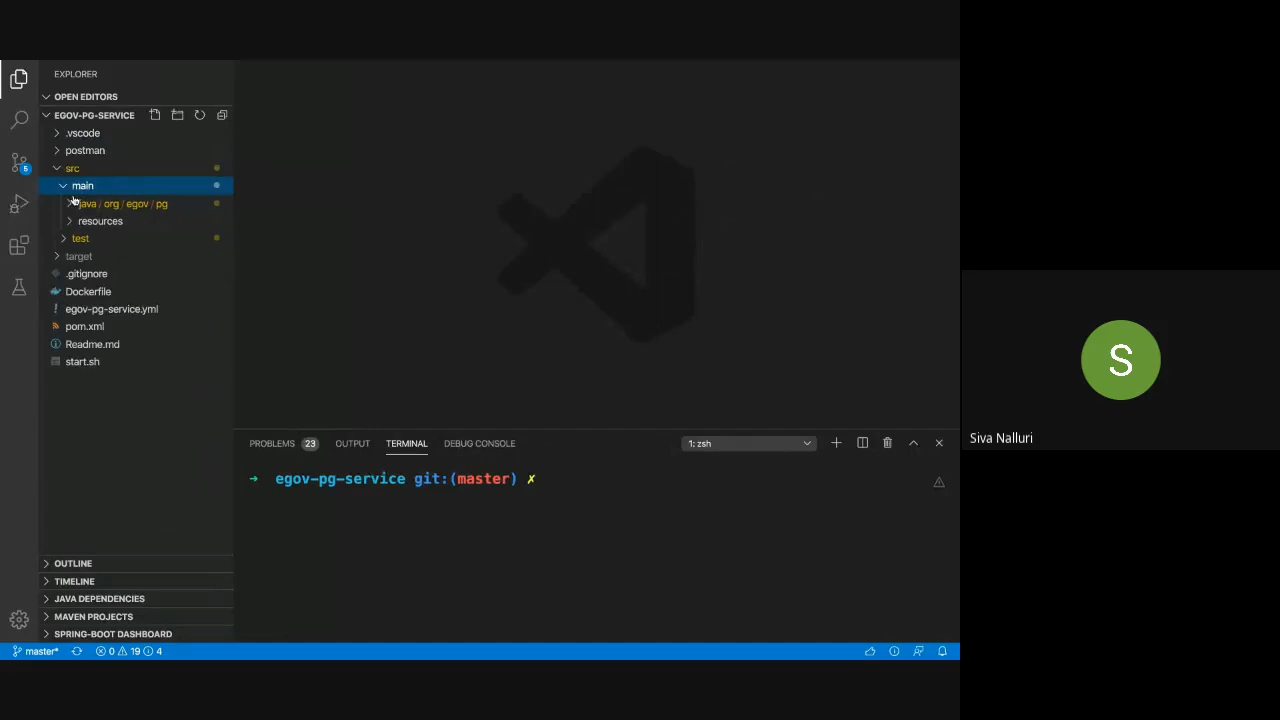 EXPLORER
OPEN EDITORS
EGOV-PG-SERVICE
.vscode
postman
src
main
java / org / egov / pg
resources
test
target
.gitignore
Dockerfile
egov-pg-service.yml
pom.xml
Readme.md
start.sh
5
PROBLEMS 23 OUTPUT TERMINAL DEBUG CONSOLE 1: zsh
→ egov-pg-service git:(master) ✗
OUTLINE
TIMELINE
JAVA DEPENDENCIES
MAVEN PROJECTS
SPRING-BOOT DASHBOARD
master* 0 19 4
S
Siva Nalluri